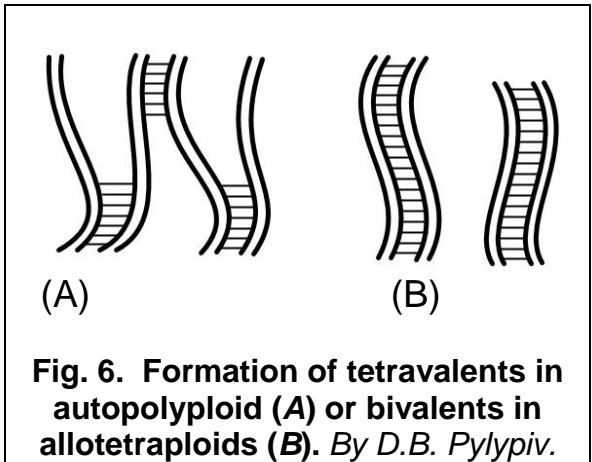 (A) (B)
Fig. 6. Formation of tetravalents in
autopolyploid (A) or bivalents in
allotetraploids (B). By D.B. Pylypiv.